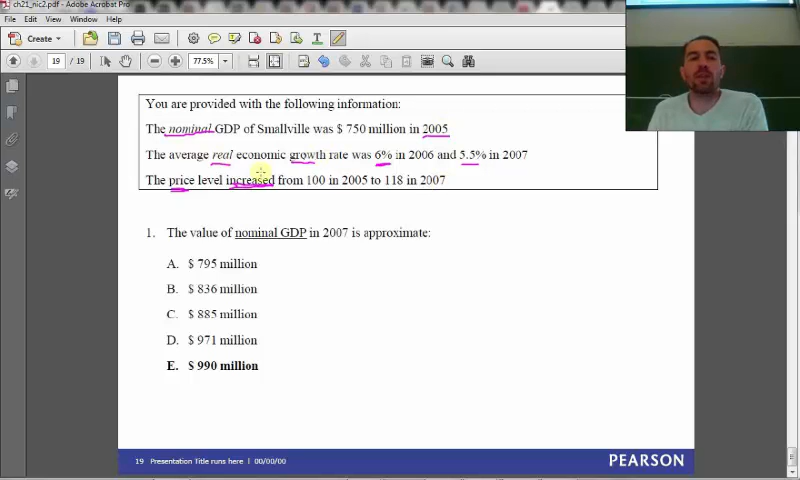 ch21_nic2.pdf - Adobe Acrobat Pro
File Edit View Window Help
Create
19 / 19 77.5%
You are provided with the following information:
The nominal GDP of Smallville was $ 750 million in 2005
The average real economic growth rate was 6% in 2006 and 5.5% in 2007
The price level increased from 100 in 2005 to 118 in 2007
1. The value of nominal GDP in 2007 is approximate:
A. $ 795 million
B. $ 836 million
C. $ 885 million
D. $ 971 million
E. $ 990 million
19 Presentation Title runs here | 00/00/00 PEARSON